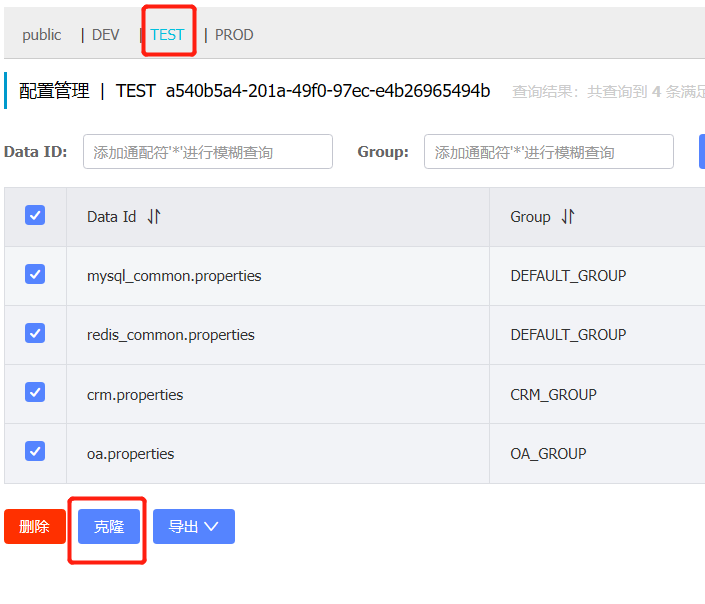 public | DEV | TEST | PROD
配置管理 | TEST a540b5a4-201a-49f0-97ec-e4b26965494b 查询结果：共查询到 4 条满足
Data ID: 添加通配符'*'进行模糊查询 Group: 添加通配符'*'进行模糊查询
Data Id Group
mysql_common.properties DEFAULT_GROUP
redis_common.properties DEFAULT_GROUP
crm.properties CRM_GROUP
oa.properties OA_GROUP
删除 克隆 导出